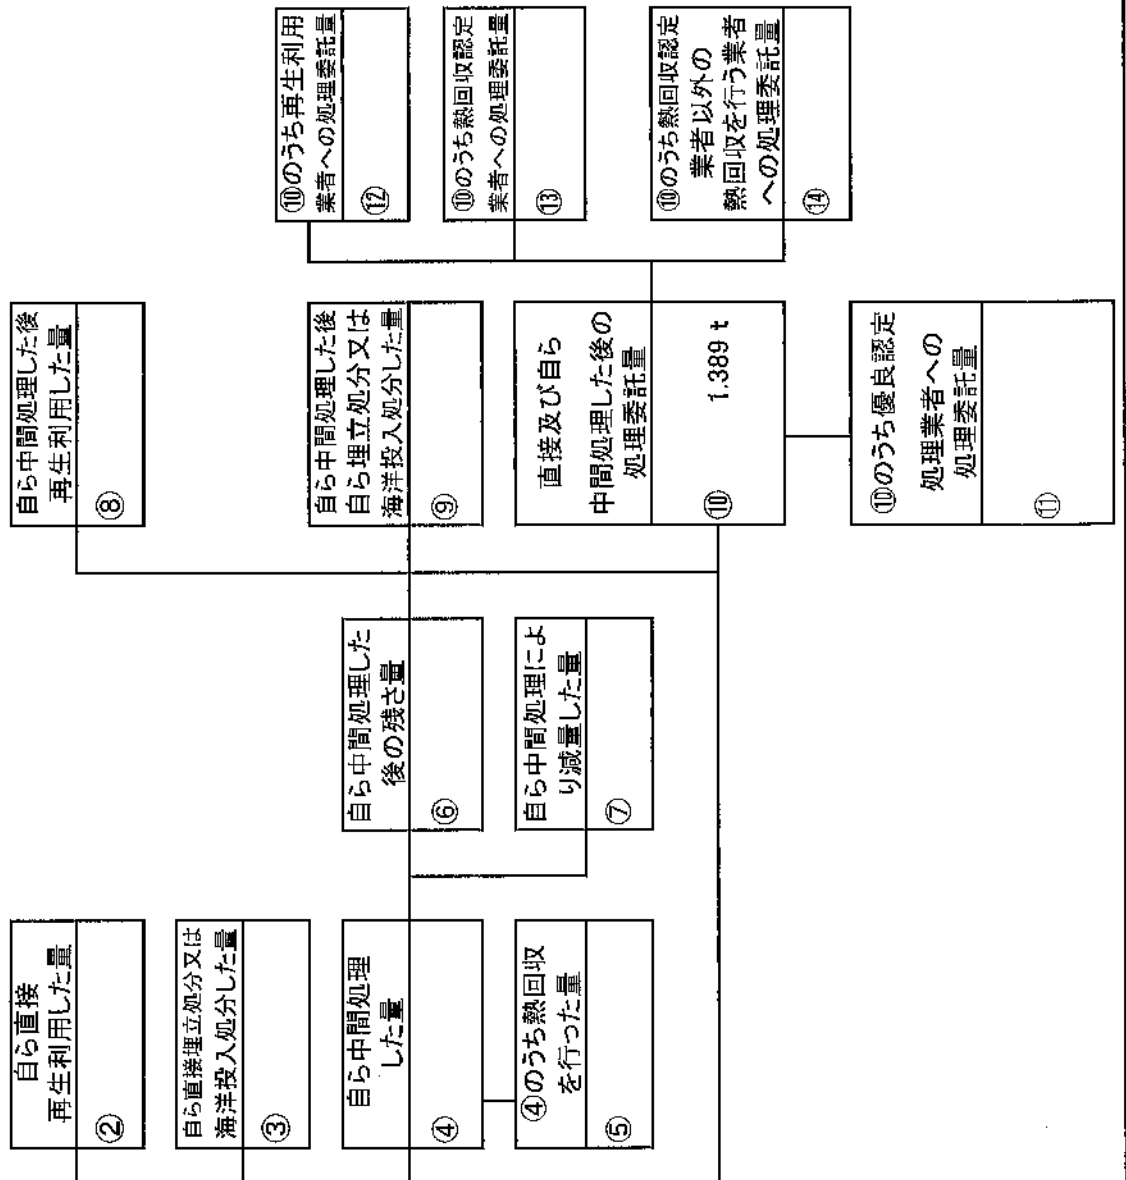 自ら直接
再生利用した量
②
自ら直接埋立処分又は
海洋投入処分した量
③
自ら中間処理
した量
④
④のうち熱回収
を行った量
⑤
自ら中間処理した
後の残さ量
⑥
自ら中間処理によ
り減量した量
⑦
自ら中間処理した後
再生利用した量
⑧
自ら中間処理した後
自ら埋立処分又は
海洋投入処分した量
⑨
直接及び自ら
中間処理した後の
処理委託量
⑩ 1.389 t
⑩のうち優良認定
処理業者への
処理委託量
⑪
⑩のうち再生利用
業者への処理委託量
⑫
⑩のうち熱回収認定
業者への処理委託量
⑬
⑩のうち熱回収認定
業者以外の
熱回収を行う業者
への処理委託量
⑭